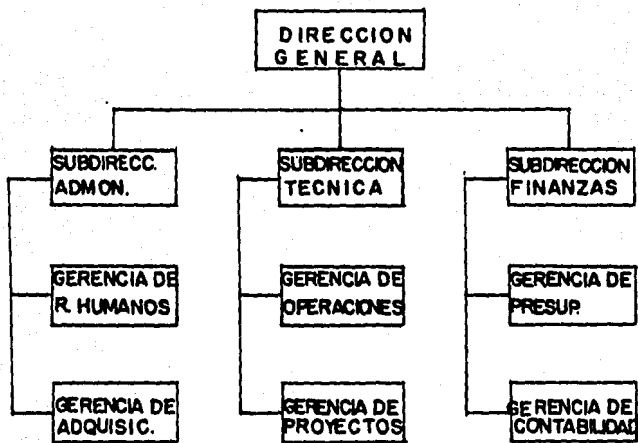 DIRECCION
GENERAL
SUBDIRECC.
ADMON.
SUBDIRECCION
TECNICA
SUBDIRECCION
FINANZAS
GERENCIA DE
R. HUMANOS
GERENCIA DE
OPERACIONES
GERENCIA DE
PRESUP.
GERENCIA DE
ADQUISIC.
GERENCIA DE
PROYECTOS
GERENCIA DE
CONTABILIDAD